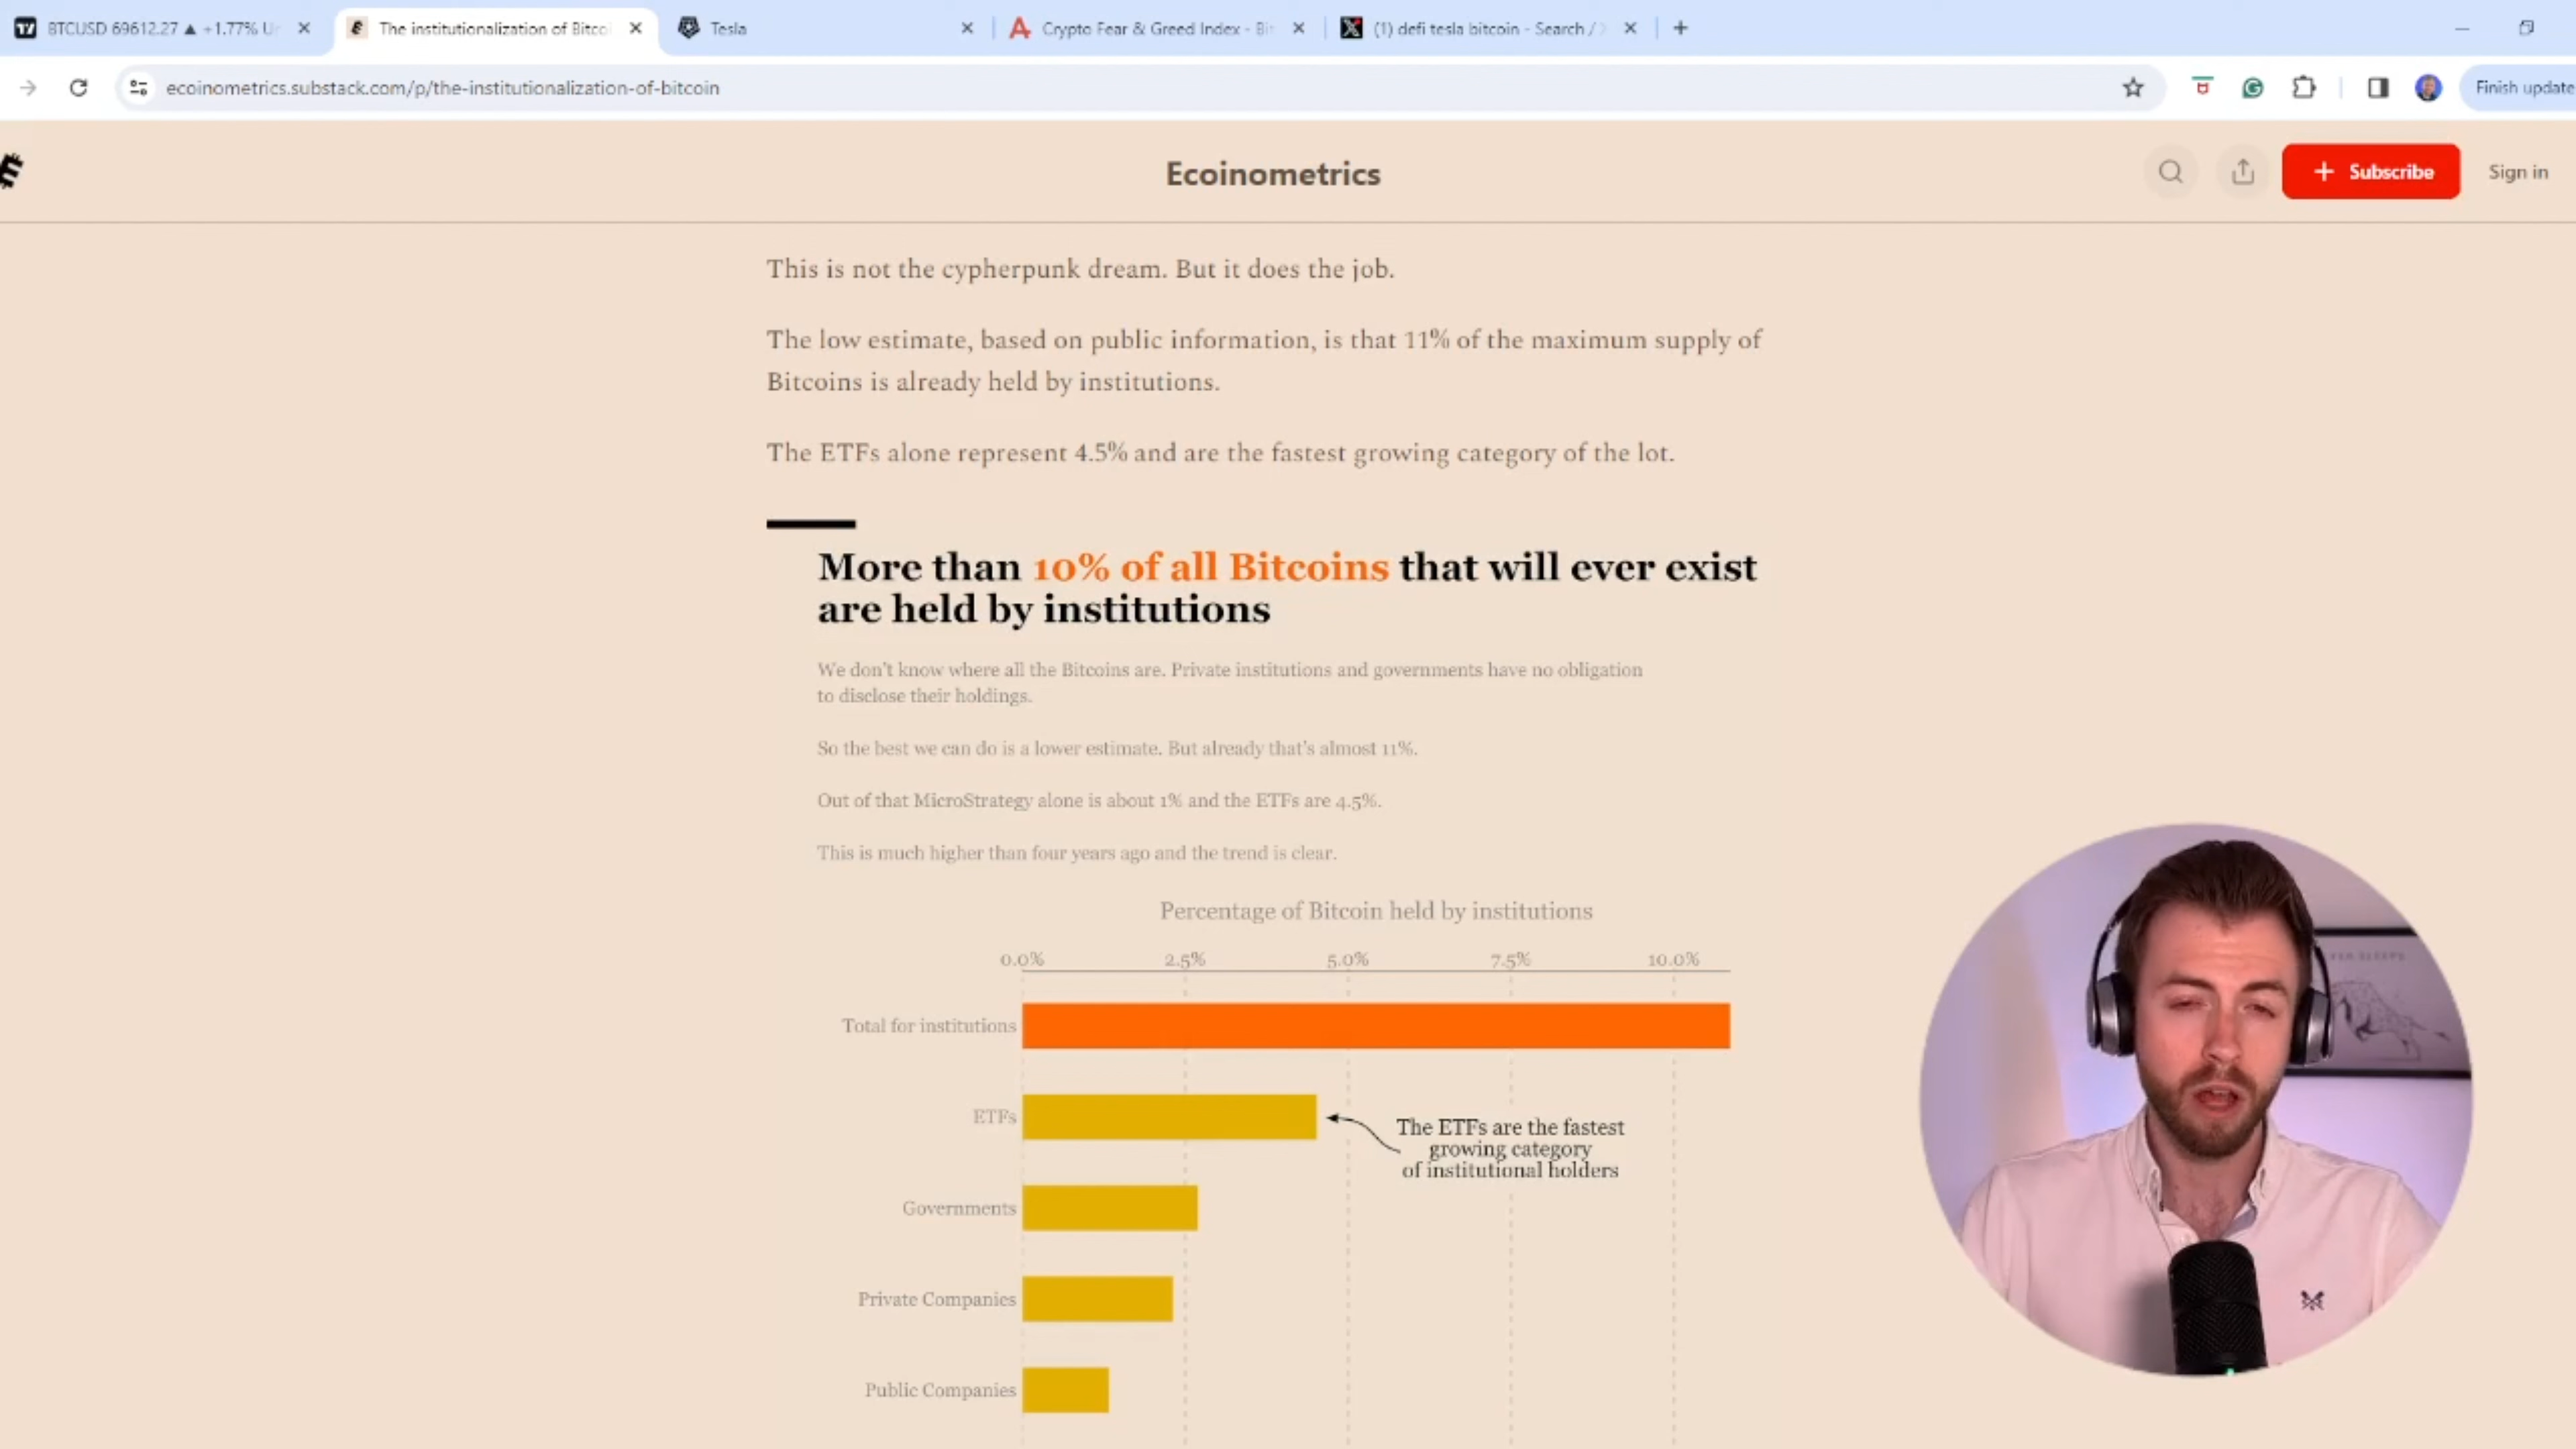 BTCUSD 69612.27 ▲ +1.77%
The institutionalization of Bitco
Tesla
Crypto Fear & Greed Index - Bi
(1) defi tesla bitcoin - Search /
ecoinometrics.substack.com/p/the-institutionalization-of-bitcoin
Finish update
Ecoinometrics
Subscribe
Sign in
This is not the cypherpunk dream. But it does the job.
The low estimate, based on public information, is that 11% of the maximum supply of
Bitcoins is already held by institutions.
The ETFs alone represent 4.5% and are the fastest growing category of the lot.
More than 10% of all Bitcoins that will ever exist
are held by institutions
We don't know where all the Bitcoins are. Private institutions and governments have no obligation
to disclose their holdings.
So the best we can do is a lower estimate. But already that's almost 11%.
Out of that MicroStrategy alone is about 1% and the ETFs are 4.5%.
This is much higher than four years ago and the trend is clear.
Percentage of Bitcoin held by institutions
0.0% 2.5% 5.0% 7.5% 10.0%
Total for institutions
ETFs
The ETFs are the fastest
growing category
of institutional holders
Governments
Private Companies
Public Companies